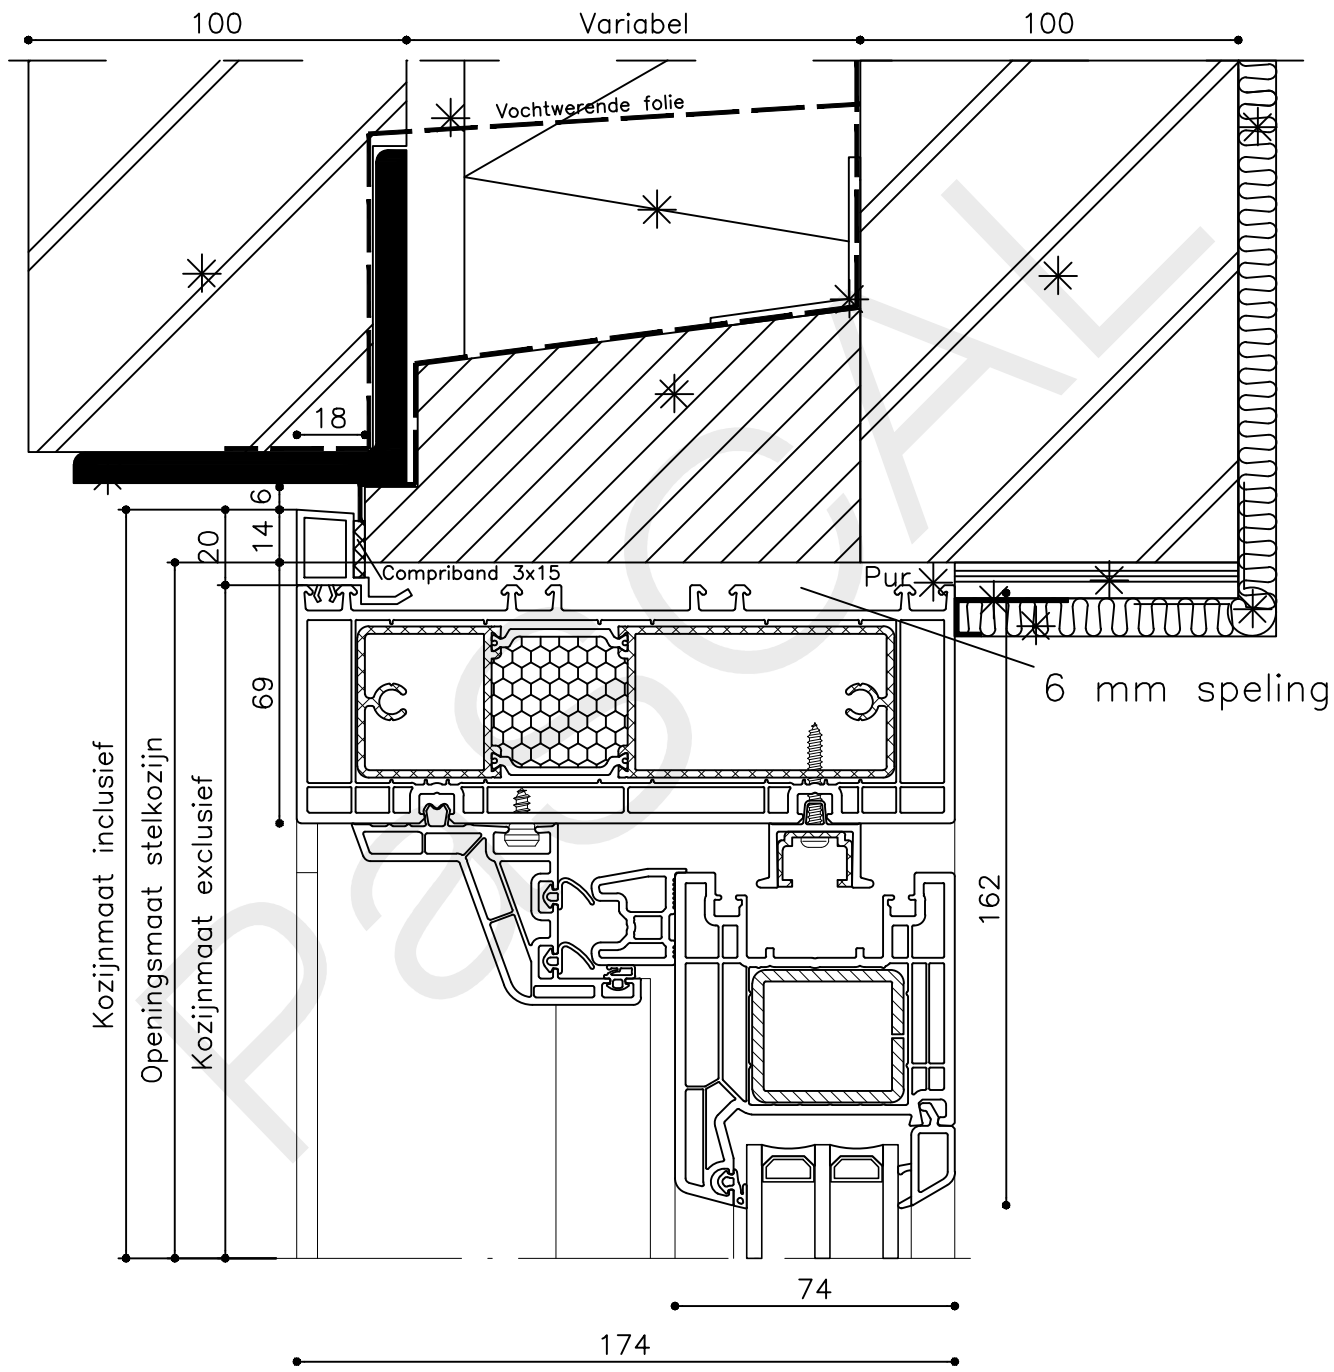 100
Variabel
100
Vochtwerende folie
18
6
14
20
Compriband 3x15
Pur
6 mm speling
69
Kozijnmaat inclusief
Openingsmaat stelkozijn
Kozijnmaat exclusief
162
74
174
PaSCAL